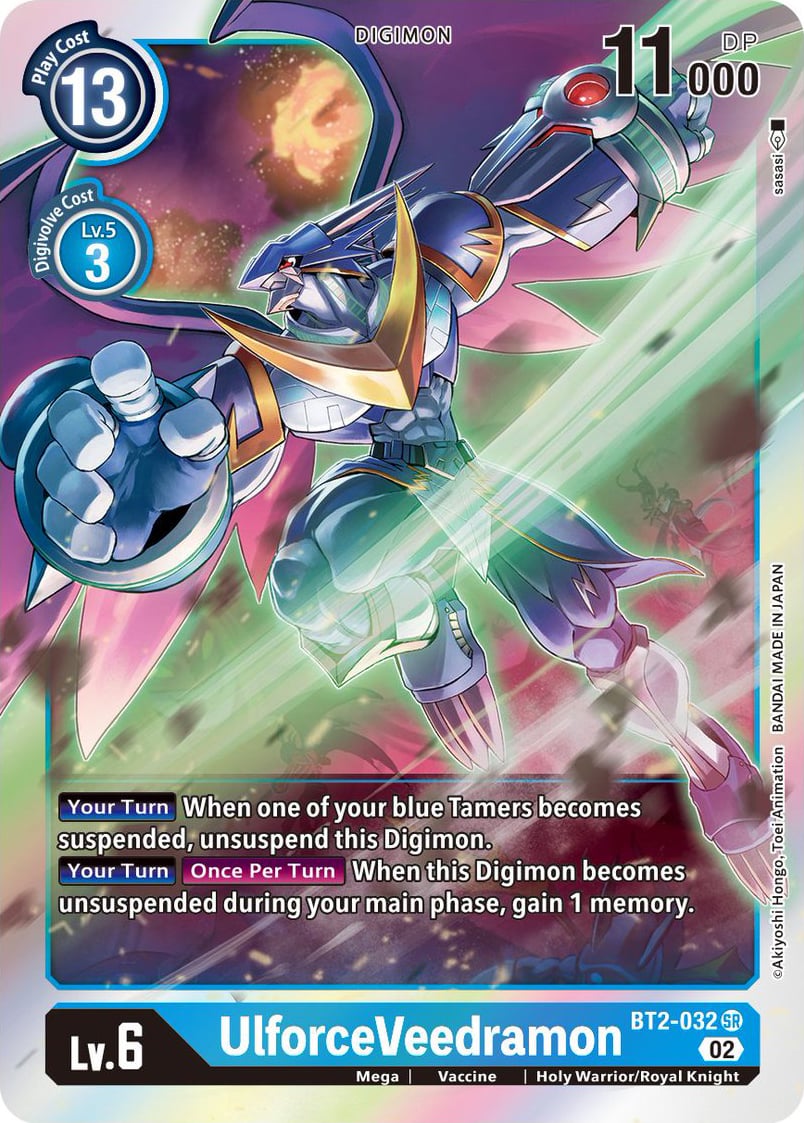 DIGIMON
Play Cost
13
11000
DP
Digivolve Cost
Lv.5
3
sasasi
Your Turn When one of your blue Tamers becomes
suspended, unsuspend this Digimon.
Your Turn Once Per Turn When this Digimon becomes
unsuspended during your main phase, gain 1 memory.
©Akiyoshi Hongo, Toei Animation BANDAI MADE IN JAPAN
Lv.6
UlforceVeedramon
BT2-032 SR
02
Mega | Vaccine | Holy Warrior/Royal Knight